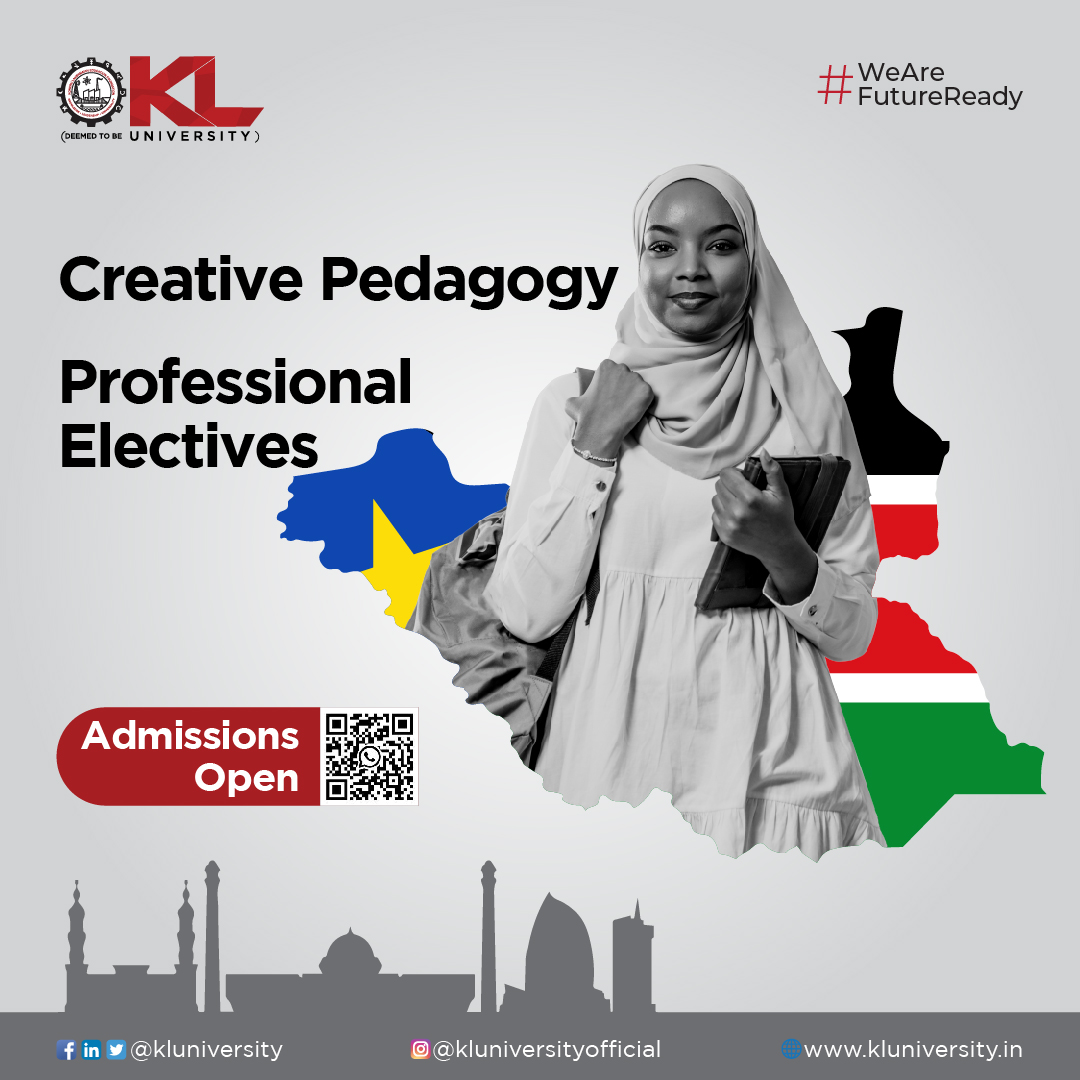 KL
(DEEMED TO BE UNIVERSITY)
#WeAre
FutureReady
Creative Pedagogy
Professional
Electives
Admissions
Open
@kluniversity
@kluniversityofficial
www.kluniversity.in